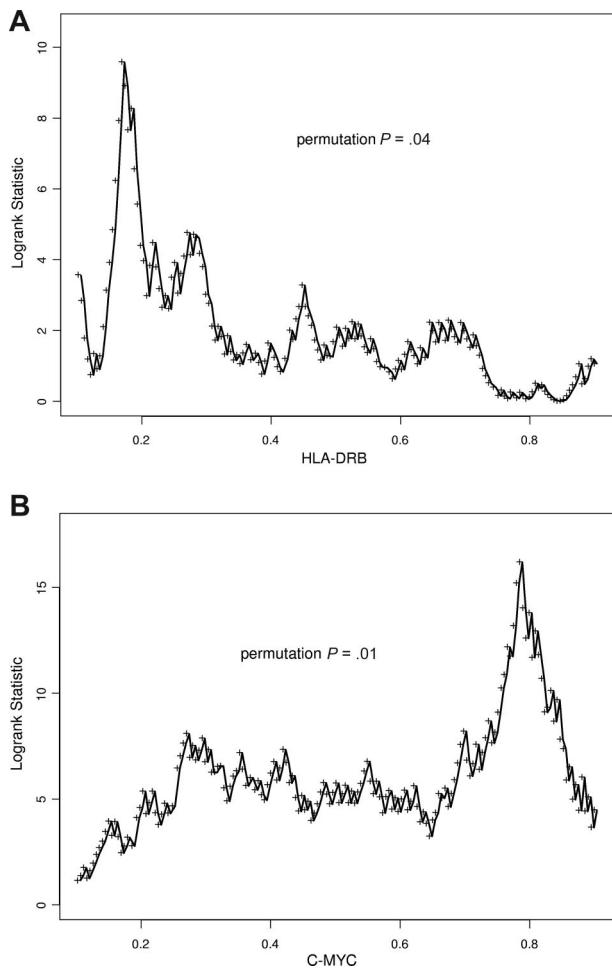 A
10
8
6
4
2
0
Logrank Statistic
permutation P = .04
0.2 0.4 0.6 0.8
HLA-DRB
B
15
10
5
0
Logrank Statistic
permutation P = .01
0.2 0.4 0.6 0.8
C-MYC